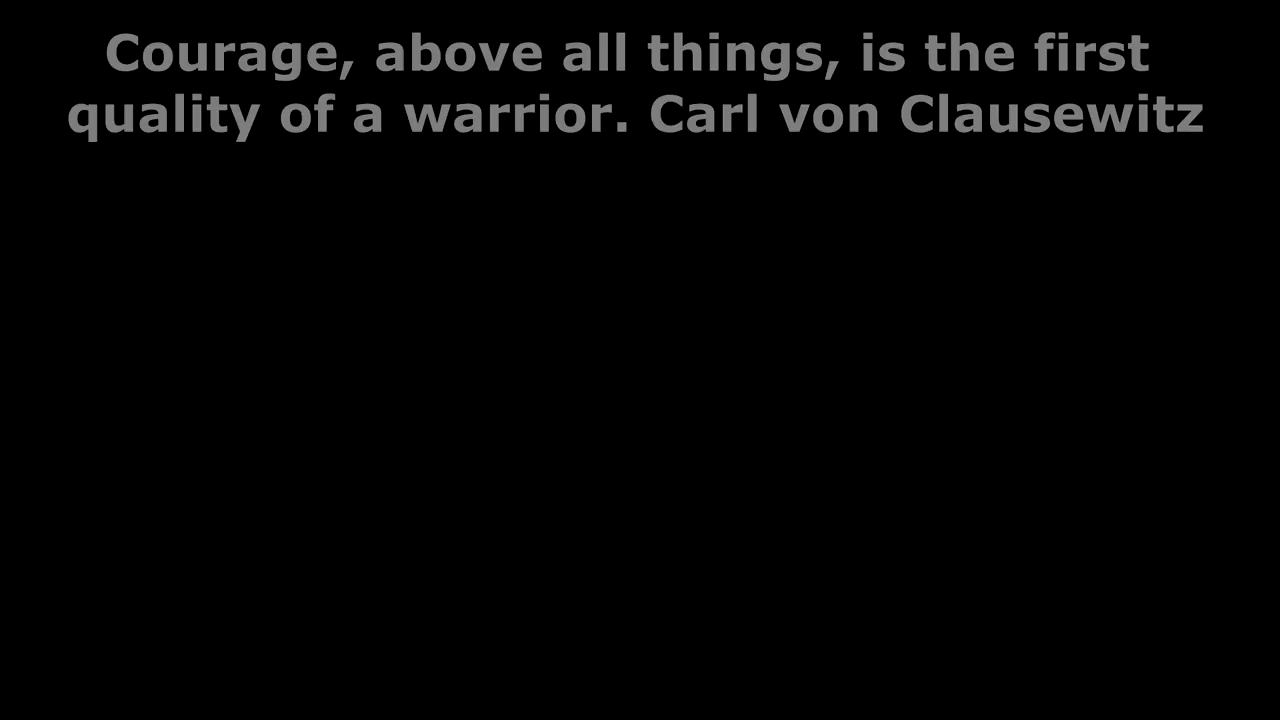 Courage, above all things, is the first
quality of a warrior. Carl von Clausewitz